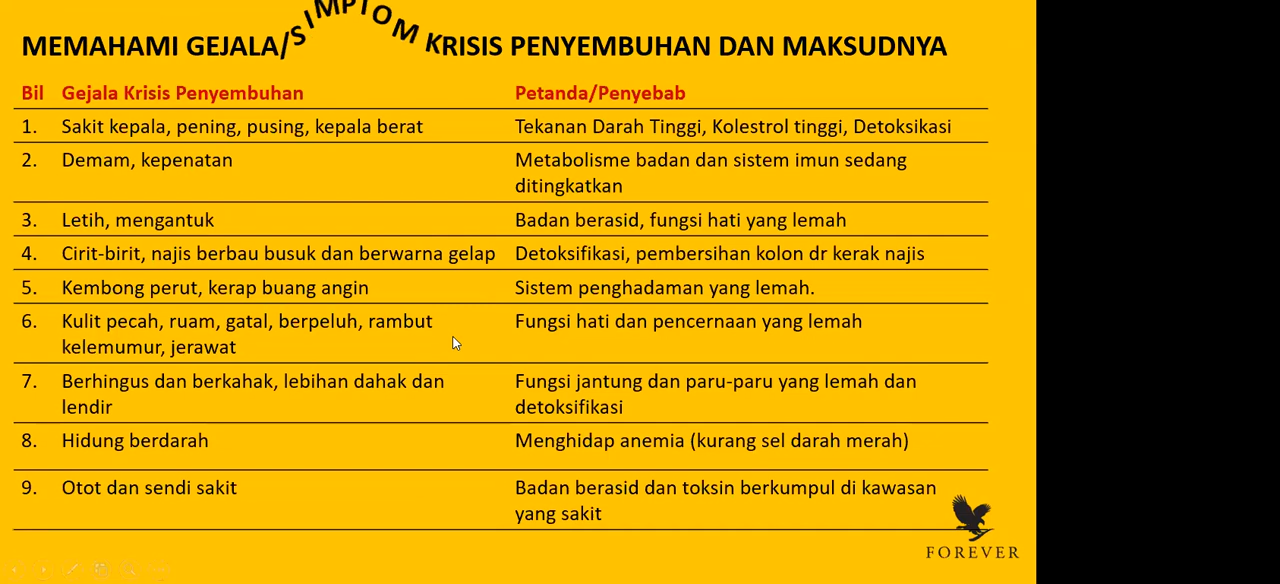 MEMAHAMI GEJALA/SIMPTOM KRISIS PENYEMBUHAN DAN MAKSUDNYA
Bil Gejala Krisis Penyembuhan Petanda/Penyebab
1. Sakit kepala, pening, pusing, kepala berat Tekanan Darah Tinggi, Kolestrol tinggi, Detoksikasi
2. Demam, kepenatan Metabolisme badan dan sistem imun sedang
ditingkatkan
3. Letih, mengantuk Badan berasid, fungsi hati yang lemah
4. Cirit-birit, najis berbau busuk dan berwarna gelap Detoksifikasi, pembersihan kolon dr kerak najis
5. Kembong perut, kerap buang angin Sistem penghadaman yang lemah.
6. Kulit pecah, ruam, gatal, berpeluh, rambut Fungsi hati dan pencernaan yang lemah
kelemumur, jerawat
7. Berhingus dan berkahak, lebihan dahak dan Fungsi jantung dan paru-paru yang lemah dan
lendir detoksifikasi
8. Hidung berdarah Menghidap anemia (kurang sel darah merah)
9. Otot dan sendi sakit Badan berasid dan toksin berkumpul di kawasan
yang sakit
FOREVER